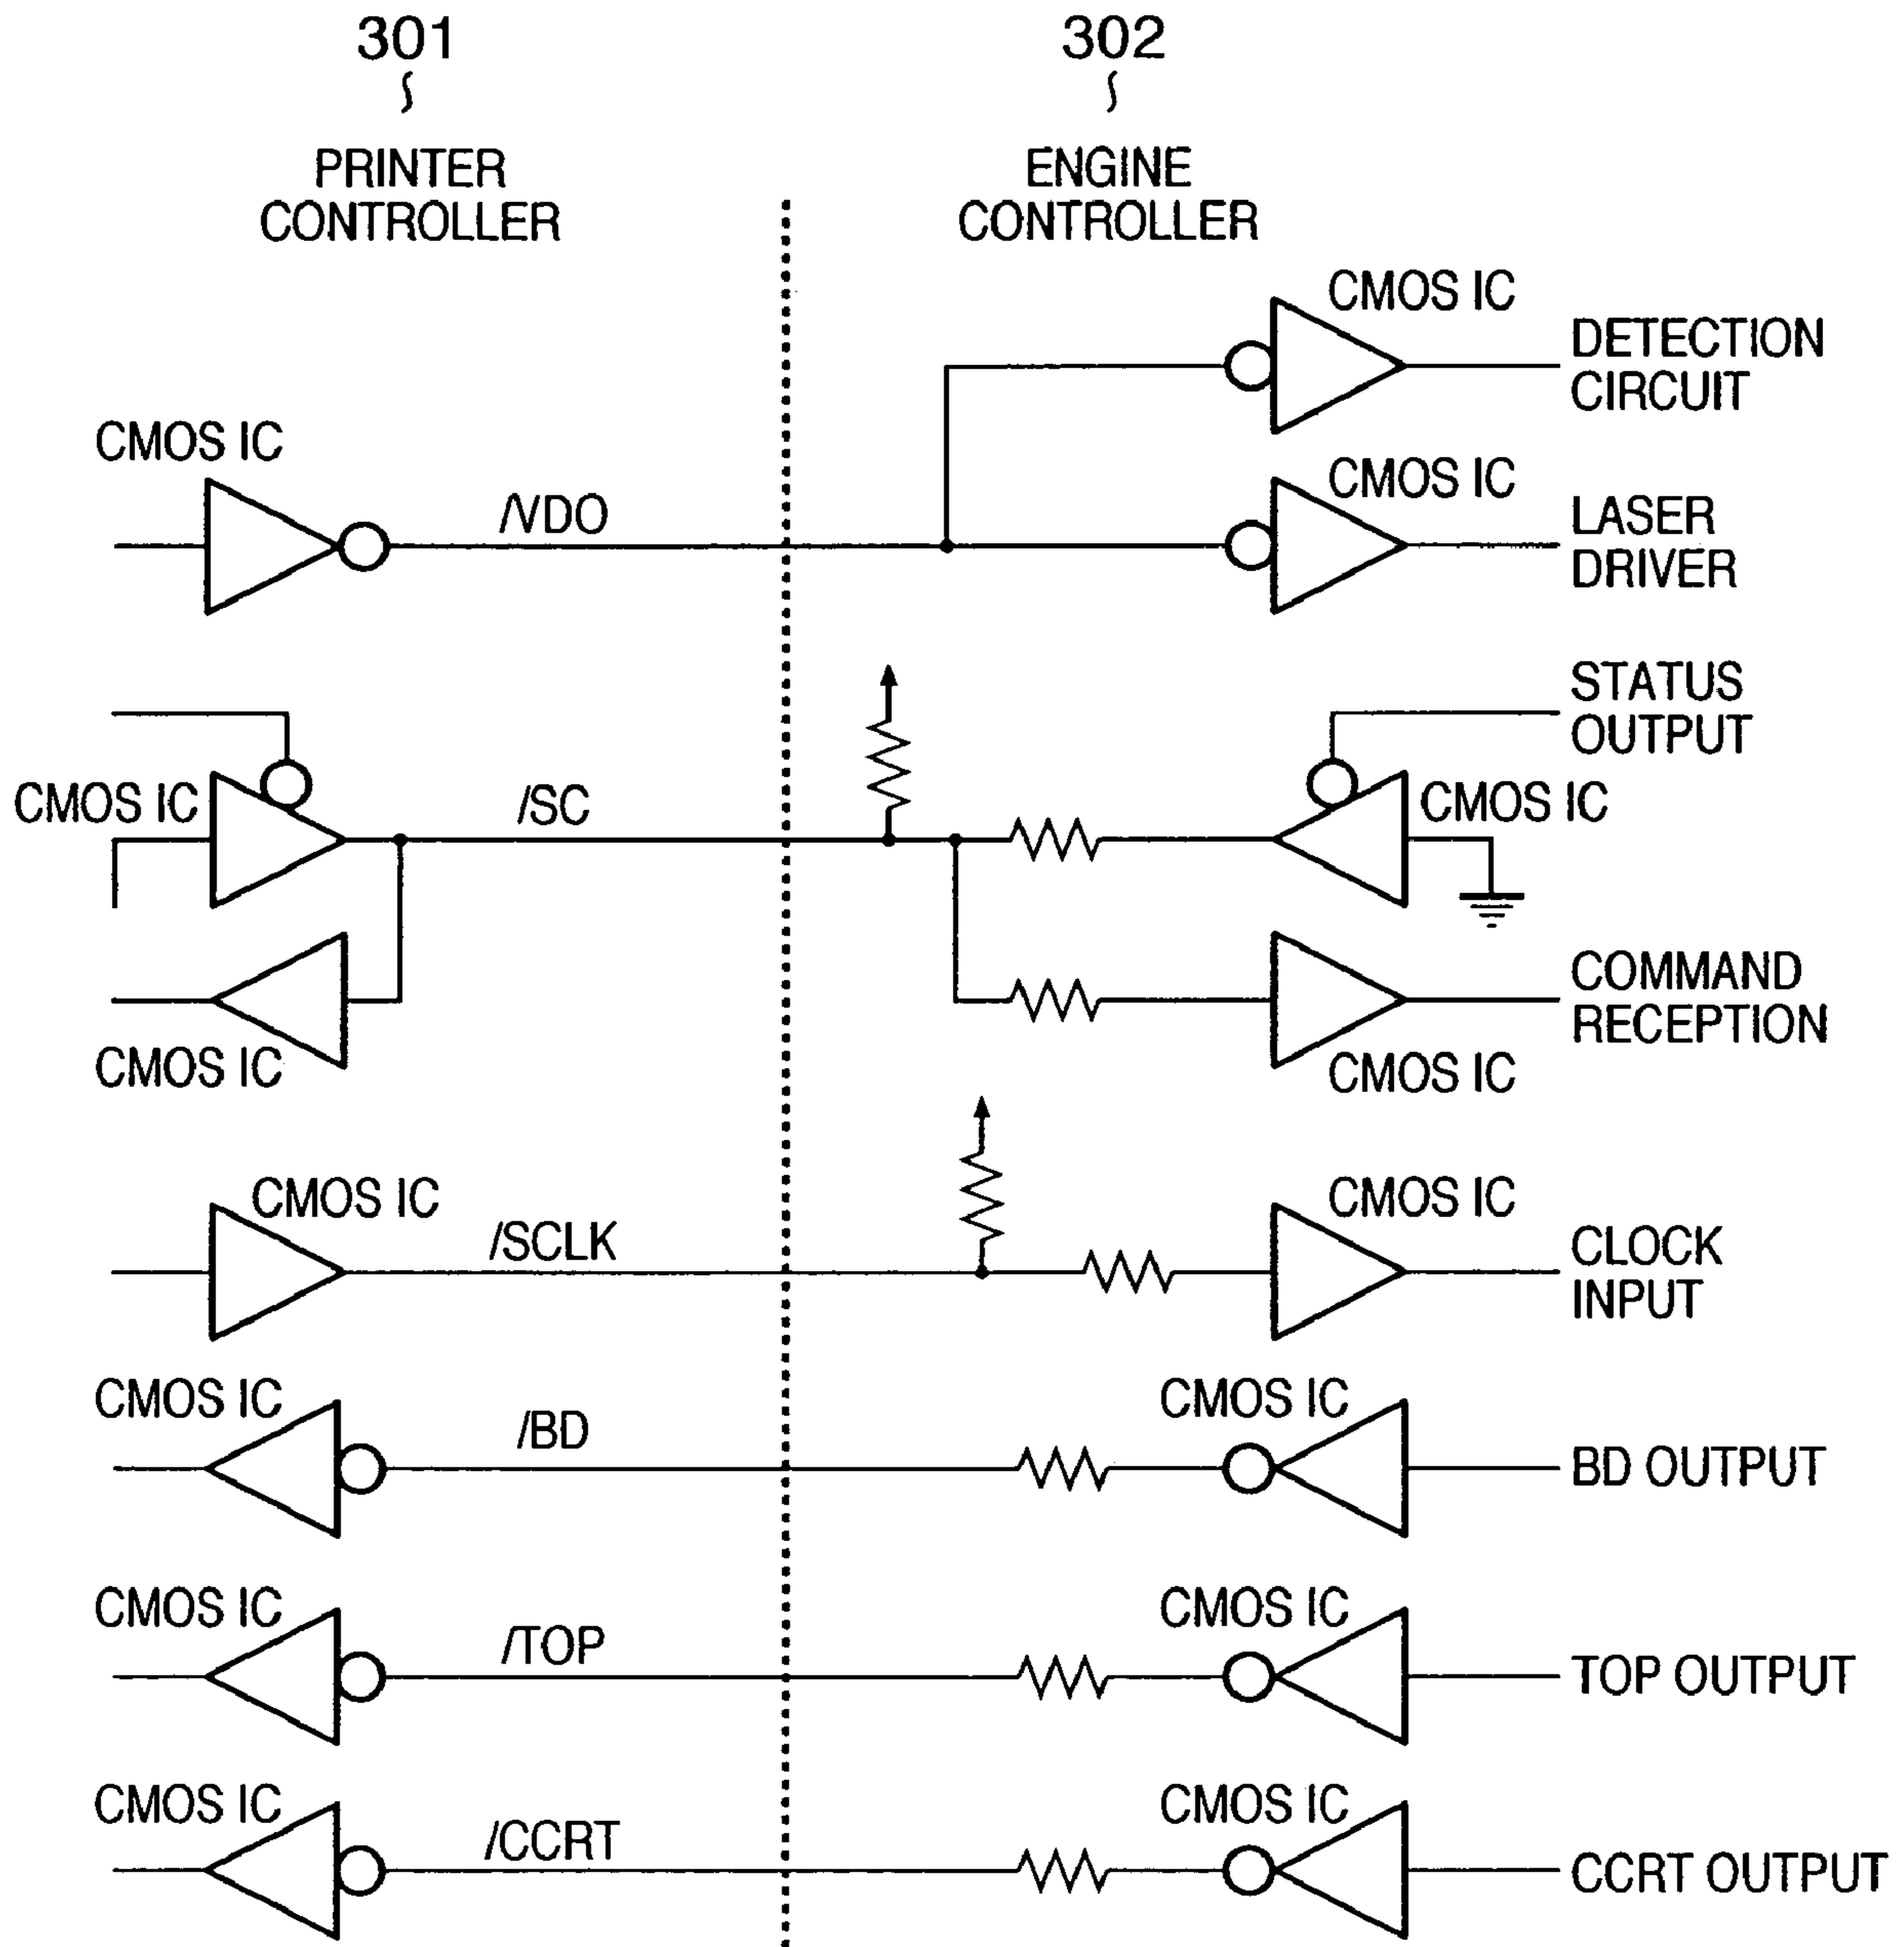 301
302
PRINTER
CONTROLLER
ENGINE
CONTROLLER
CMOS IC
DETECTION
CIRCUIT
CMOS IC
/VDO
CMOS IC
LASER
DRIVER
STATUS
OUTPUT
CMOS IC
/SC
CMOS IC
COMMAND
RECEPTION
CMOS IC
CMOS IC
CMOS IC
/SCLK
CMOS IC
CLOCK
INPUT
CMOS IC
/BD
CMOS IC
BD OUTPUT
CMOS IC
/TOP
CMOS IC
TOP OUTPUT
CMOS IC
/CCRT
CMOS IC
CCRT OUTPUT